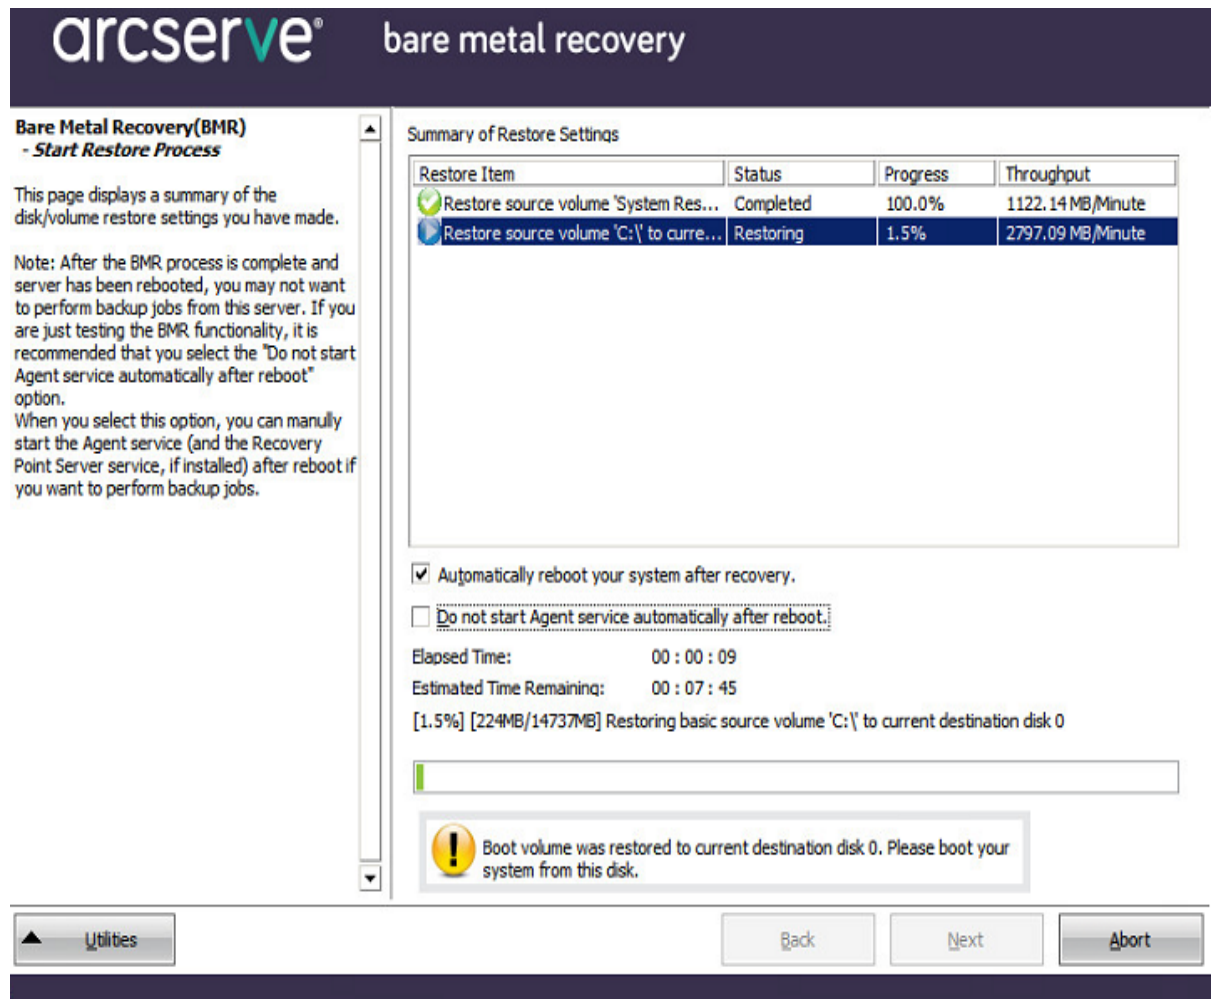 arcserve® bare metal recovery
Bare Metal Recovery(BMR)
- Start Restore Process
This page displays a summary of the
disk/volume restore settings you have made.
Note: After the BMR process is complete and
server has been rebooted, you may not want
to perform backup jobs from this server. If you
are just testing the BMR functionality, it is
recommended that you select the "Do not start
Agent service automatically after reboot"
option.
When you select this option, you can manully
start the Agent service (and the Recovery
Point Server service, if installed) after reboot if
you want to perform backup jobs.
Summary of Restore Settings
Restore Item Status Progress Throughput
Restore source volume 'System Res... Completed 100.0% 1122.14 MB/Minute
Restore source volume 'C:\' to curre... Restoring 1.5% 2797.09 MB/Minute
Automatically reboot your system after recovery.
Do not start Agent service automatically after reboot.
Elapsed Time: 00 : 00 : 09
Estimated Time Remaining: 00 : 07 : 45
[1.5%] [224MB/14737MB] Restoring basic source volume 'C:\' to current destination disk 0
Boot volume was restored to current destination disk 0. Please boot your
system from this disk.
Utilities Back Next Abort